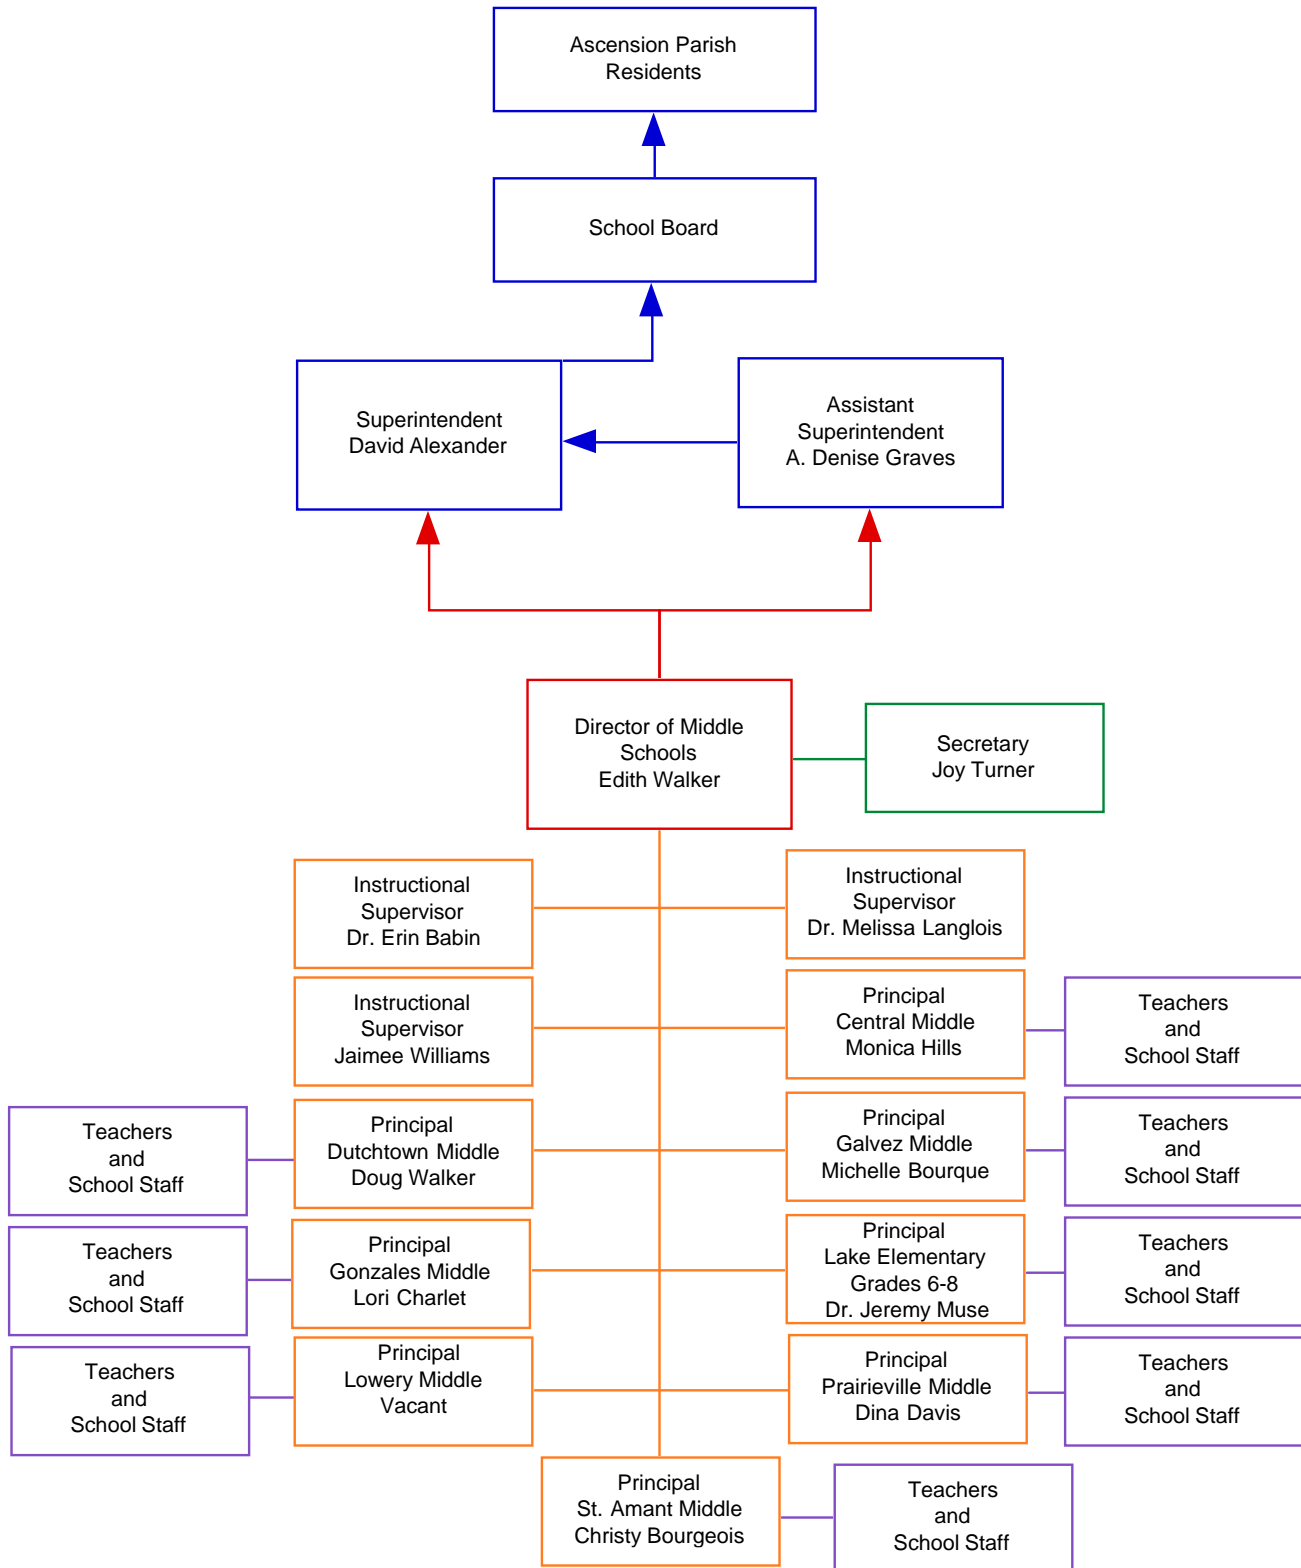 Ascension Parish
Residents
School Board
Superintendent
David Alexander
Assistant
Superintendent
A. Denise Graves
Director of Middle
Schools
Edith Walker
Secretary
Joy Turner
Instructional
Supervisor
Dr. Erin Babin
Instructional
Supervisor
Dr. Melissa Langlois
Instructional
Supervisor
Jaimee Williams
Principal
Central Middle
Monica Hills
Teachers
and
School Staff
Teachers
and
School Staff
Principal
Dutchtown Middle
Doug Walker
Principal
Galvez Middle
Michelle Bourque
Teachers
and
School Staff
Teachers
and
School Staff
Principal
Gonzales Middle
Lori Charlet
Principal
Lake Elementary
Grades 6-8
Dr. Jeremy Muse
Teachers
and
School Staff
Teachers
and
School Staff
Principal
Lowery Middle
Vacant
Principal
Prairieville Middle
Dina Davis
Teachers
and
School Staff
Principal
St. Amant Middle
Christy Bourgeois
Teachers
and
School Staff